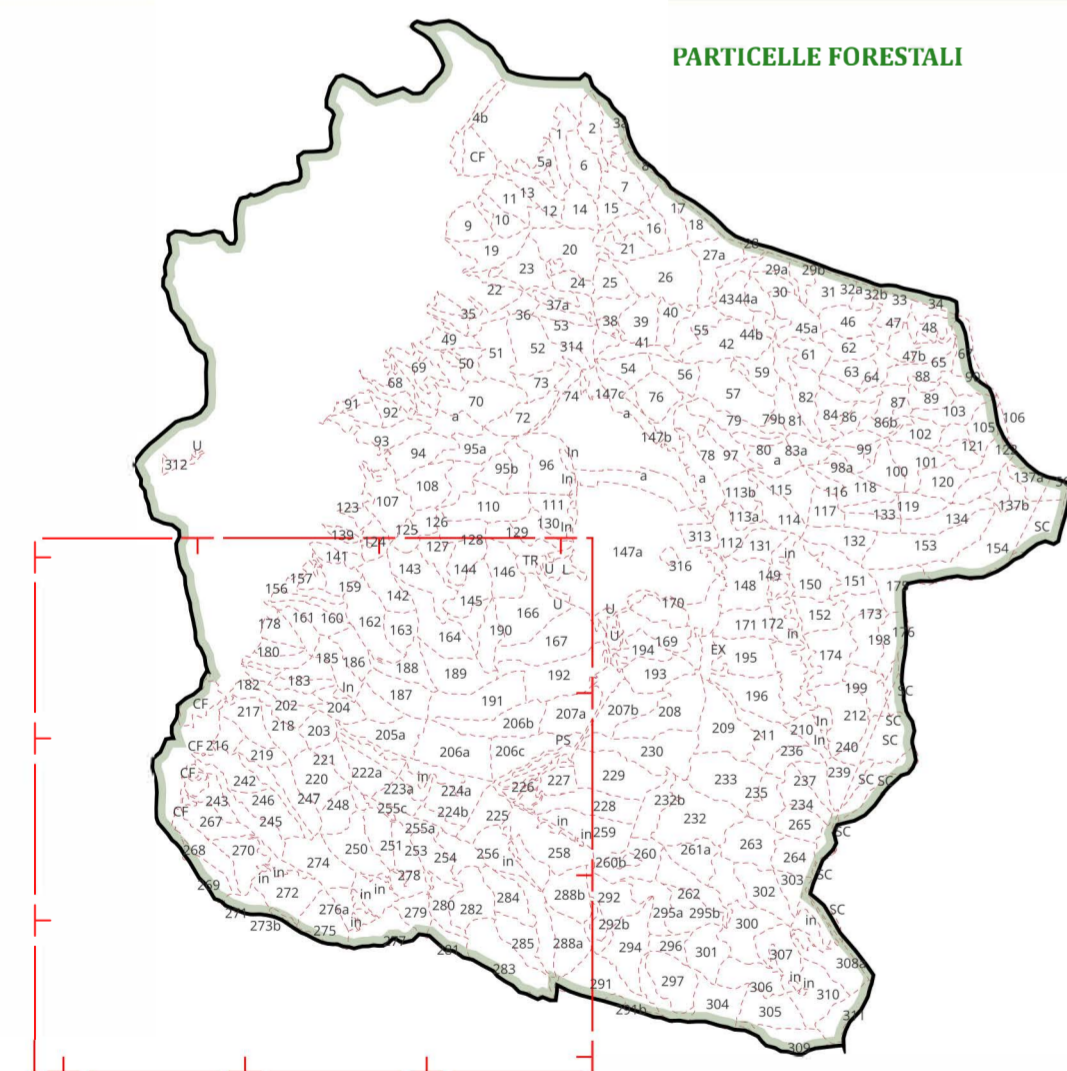 PARTICELLE FORESTALI
4b
1 2
CF 5a 6
7
11 13
12 14 15 17
9 10 16 18
19 20 21 27a
23 29a 29b
22 24 25 26 30 31 32a 32b 33 34
37a 43 44a
35 36 53 38 39 40 45a 46 47 48
49 51 52 314 41 55 42 44b 61 62 47b 65
69 50 54 56 59 63 64 88
68 73 74 147c 76 57 82 87 89
91 92 70 a 72 a 79 79b 81 84 86 86b 103 106
93 147b 102 105
94 95a In 78 97 80 83a 99 121 122
95b 96 In a a a 98a 100 101 137a
108 113b 115 116 118 120
123 107 110 111 113a 114 117 133 119 134 137b
126 130 In SC
139 124 125 127 128 129 313 112 131 in 132 153 154
141 147a
U
312
157 143 144 146 TR U L 316 149
156 159 142 145 148 150 151
161 160 166 U U 170 152 173 176
178 162 163 164 190 167 U 169 171 172 in 198
180 185 186 188 189 192 194 193 EX 195 174
182 183 In 187 191 196 199 SC
CF 217 202 204 206b 207a 207b 208 In 212 SC
218 203 205a PS 209 211 210 In SC
CF 216 219 221 206a 206c 230 236 240
CF 242 220 222a in 227 229 233 237 239 SC SC
223a 224a 226 235
243 246 247 248 255c 224b 225 228 232b 234
CF 267 245 255a in in 259 232 265 SC
268 270 250 251 253 254 256 in 258 260b 260 261a 263 264
274 278 303 SC
269 in in 272 in in 284 288b 292 262 302
271 276a 279 280 282 295a 295b SC
273b 275 in 292b 300 in
277 281 285 288a 294 296 301 307 308a
283 291 297 in in
306 310
291b 304 305 311
309